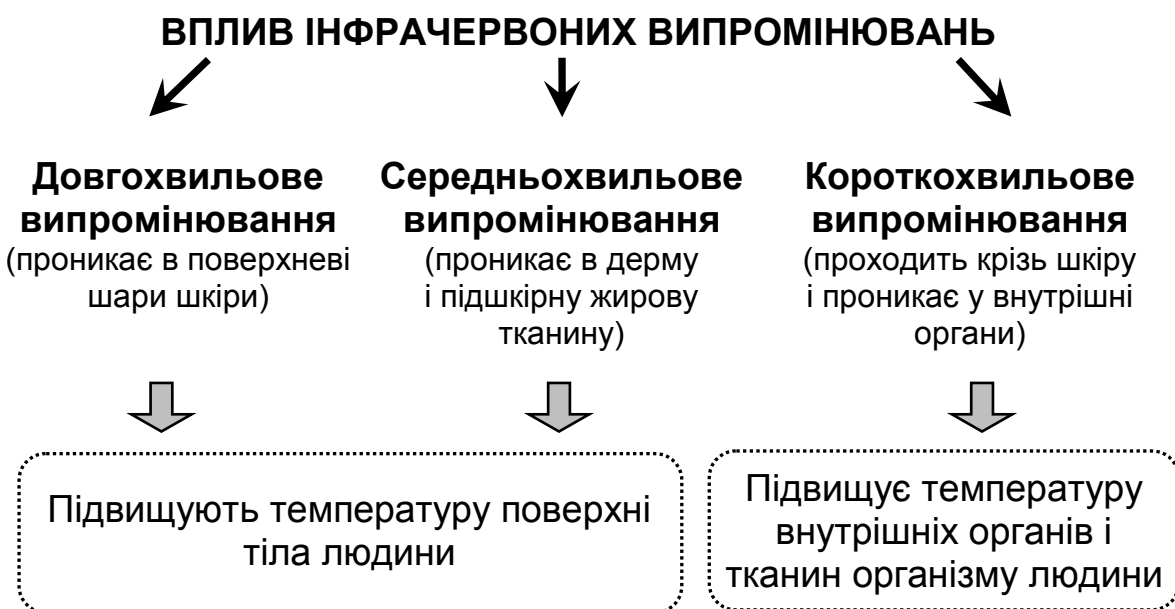 ВПЛИВ ІНФРАЧЕРВОНИХ ВИПРОМІНЮВАНЬ
Довгохвильове
випромінювання
(проникає в поверхневі
шари шкіри)
Середньохвильове
випромінювання
(проникає в дерму
і підшкірну жирову
тканину)
Короткохвильове
випромінювання
(проходить крізь шкіру
і проникає у внутрішні
органи)
Підвищують температуру поверхні
тіла людини
Підвищує температуру
внутрішніх органів і
тканин організму людини